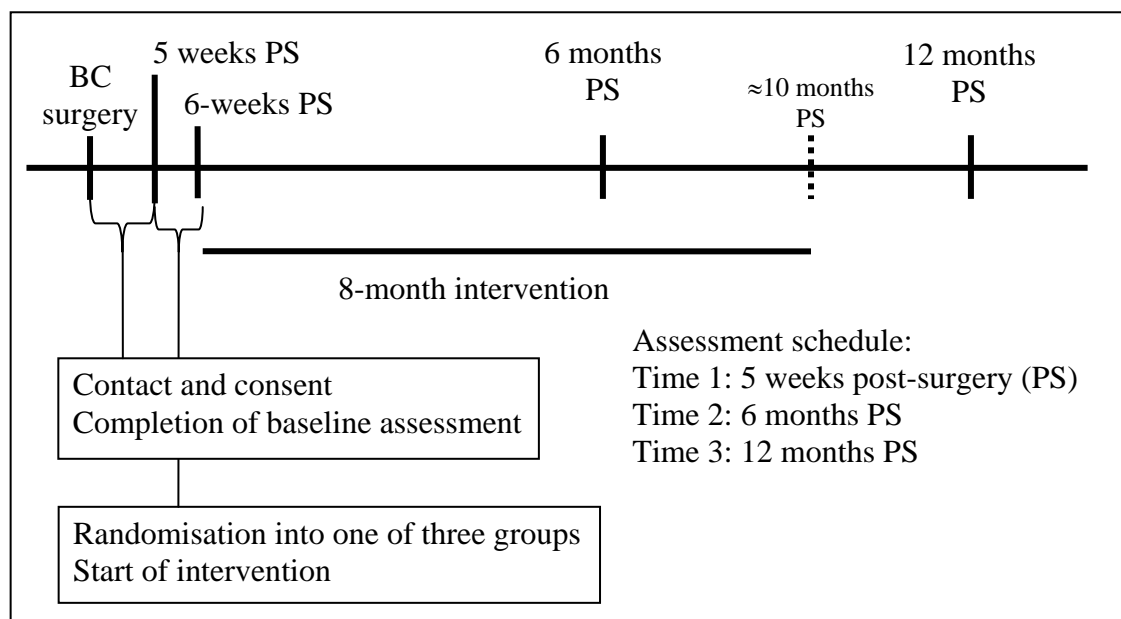 BC
surgery
5 weeks PS
6-weeks PS
6 months
PS
≈10 months
PS
12 months
PS
8-month intervention
Assessment schedule:
Time 1: 5 weeks post-surgery (PS)
Time 2: 6 months PS
Time 3: 12 months PS
Contact and consent
Completion of baseline assessment
Randomisation into one of three groups
Start of intervention